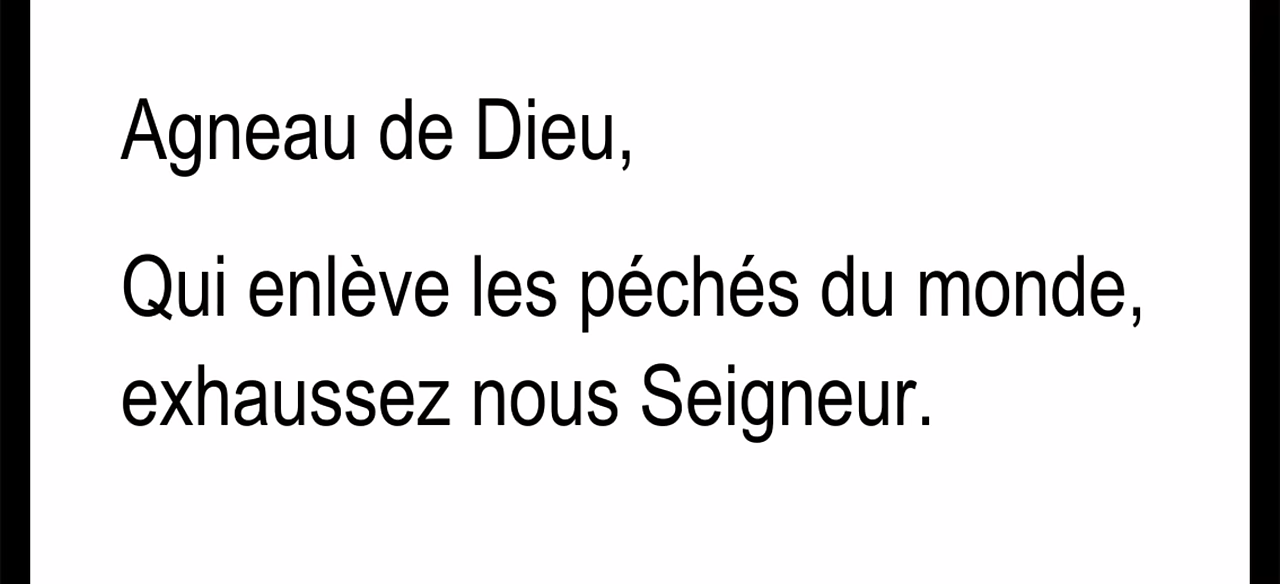 Agneau de Dieu,
Qui enlève les péchés du monde,
exhaussez nous Seigneur.